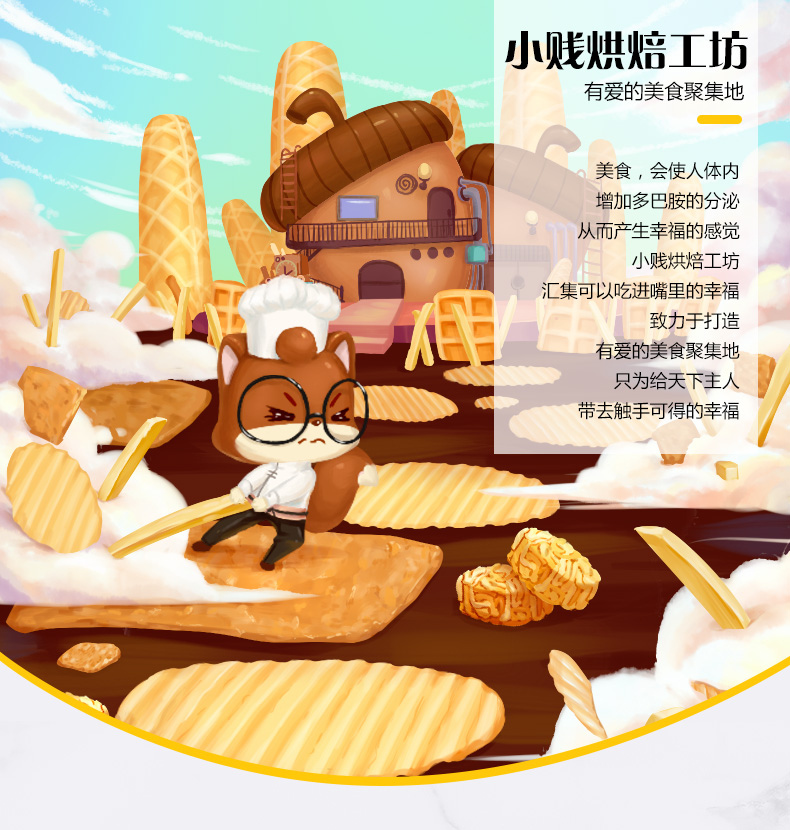 小贱烘焙工坊
有爱的美食聚集地
美食，会使人体内
增加多巴胺的分泌
从而产生幸福的感觉
小贱烘焙工坊
汇集可以吃进嘴里的幸福
致力于打造
有爱的美食聚集地
只为给天下主人
带去触手可得的幸福